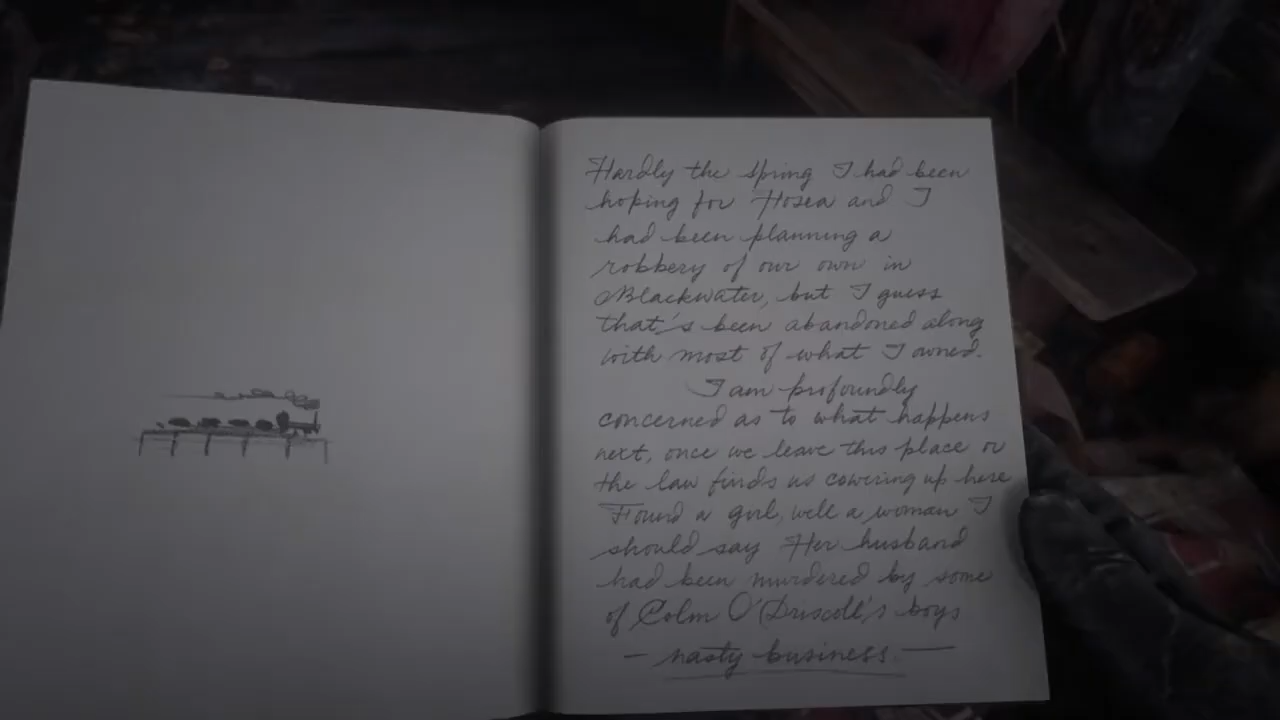 Hardly the spring I had been
hoping for Hosea and I
had been planning a
robbery of our own in
Blackwater, but I guess
that's been abandoned along
with most of what I owned.
I am profoundly
concerned as to what happens
next, once we leave this place or
the law finds us cowering up here
Found a girl, well a woman I
should say Her husband
had been murdered by some
of Colm O'Driscoll's boys
— nasty business. —